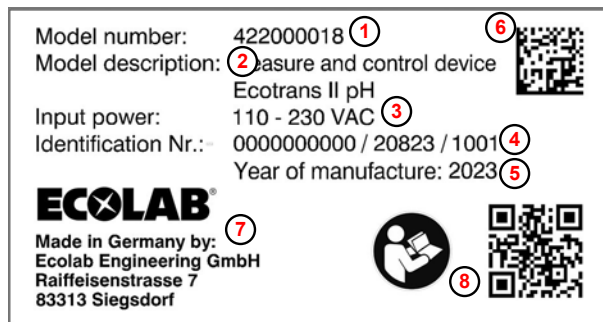 Model number: 422000018 1
6
Model description: 2 easure and control device
Ecotrans II pH
Input power: 110 - 230 VAC 3
Identification Nr.: 0000000000 / 20823 / 1001 4
Year of manufacture: 2023 5
ECOLAB®
7
Made in Germany by:
Ecolab Engineering GmbH
Raiffeisenstrasse 7
83313 Siegsdorf
8